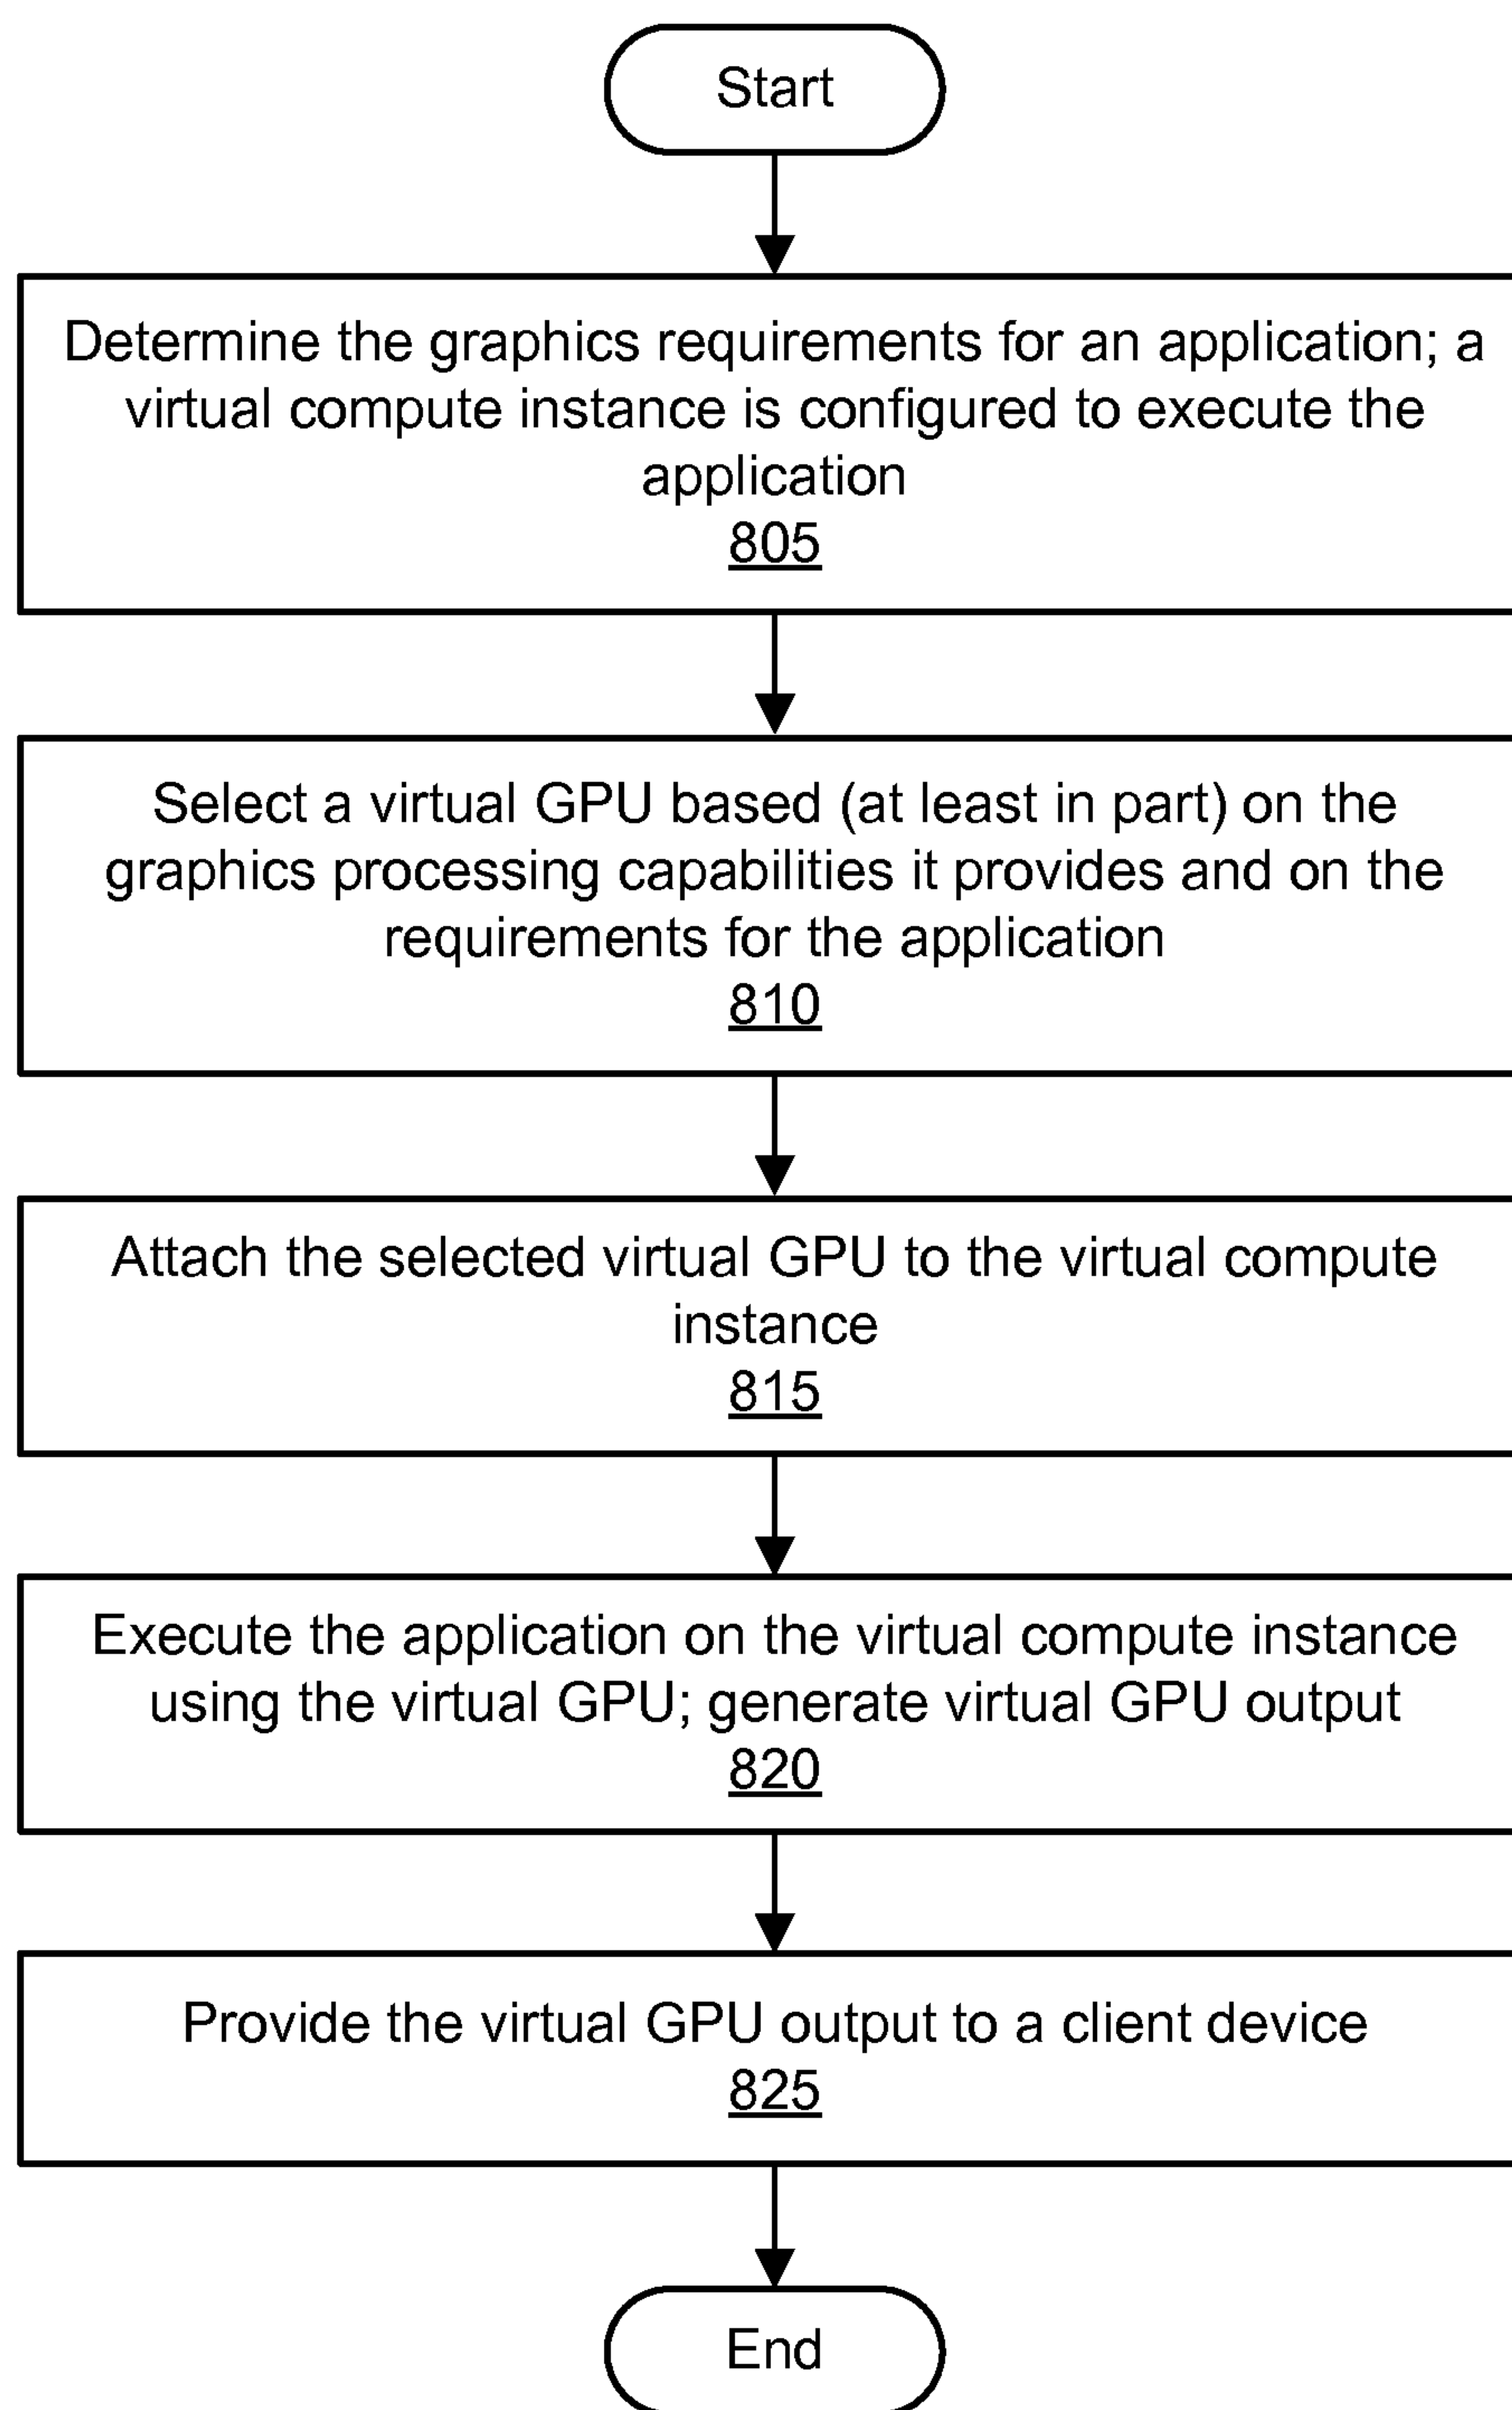 Start
Determine the graphics requirements for an application; a
virtual compute instance is configured to execute the
application
805
Select a virtual GPU based (at least in part) on the
graphics processing capabilities it provides and on the
requirements for the application
810
Attach the selected virtual GPU to the virtual compute
instance
815
Execute the application on the virtual compute instance
using the virtual GPU; generate virtual GPU output
820
Provide the virtual GPU output to a client device
825
End